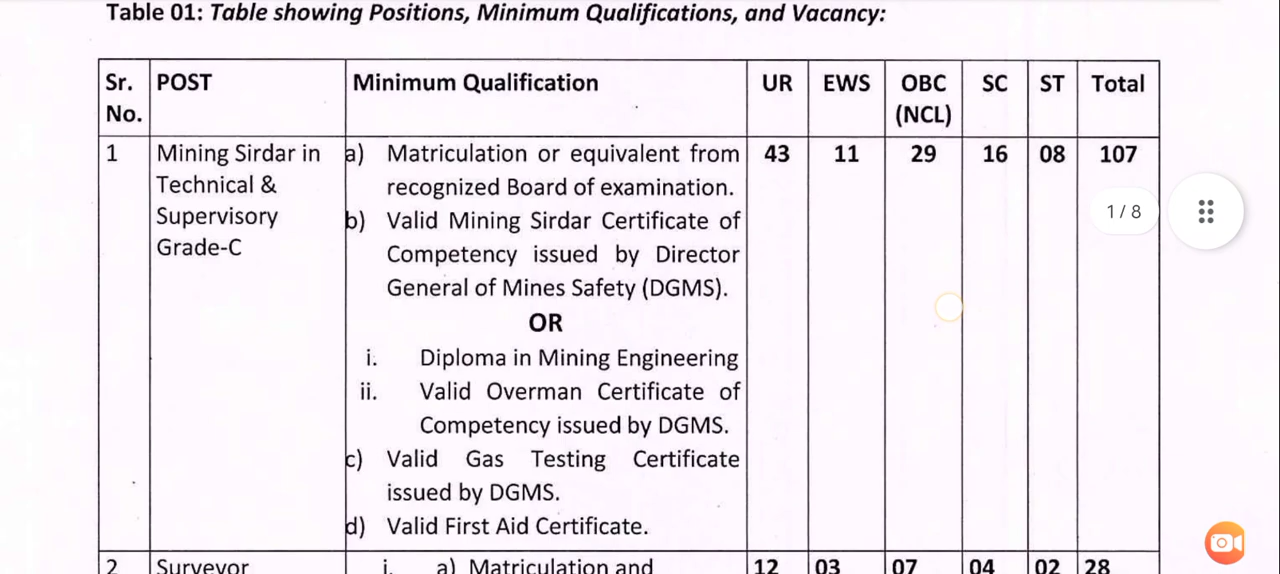 Table 01: Table showing Positions, Minimum Qualifications, and Vacancy:
Sr. No. POST Minimum Qualification UR EWS OBC (NCL) SC ST Total
1 Mining Sirdar in Technical & Supervisory Grade-C
a) Matriculation or equivalent from
recognized Board of examination.
b) Valid Mining Sirdar Certificate of
Competency issued by Director
General of Mines Safety (DGMS).
OR
i. Diploma in Mining Engineering
ii. Valid Overman Certificate of
Competency issued by DGMS.
c) Valid Gas Testing Certificate
issued by DGMS.
d) Valid First Aid Certificate.
43 11 29 16 08 107
1 / 8
2 Surveyor i. a) Matriculation and 12 03 07 04 02 28